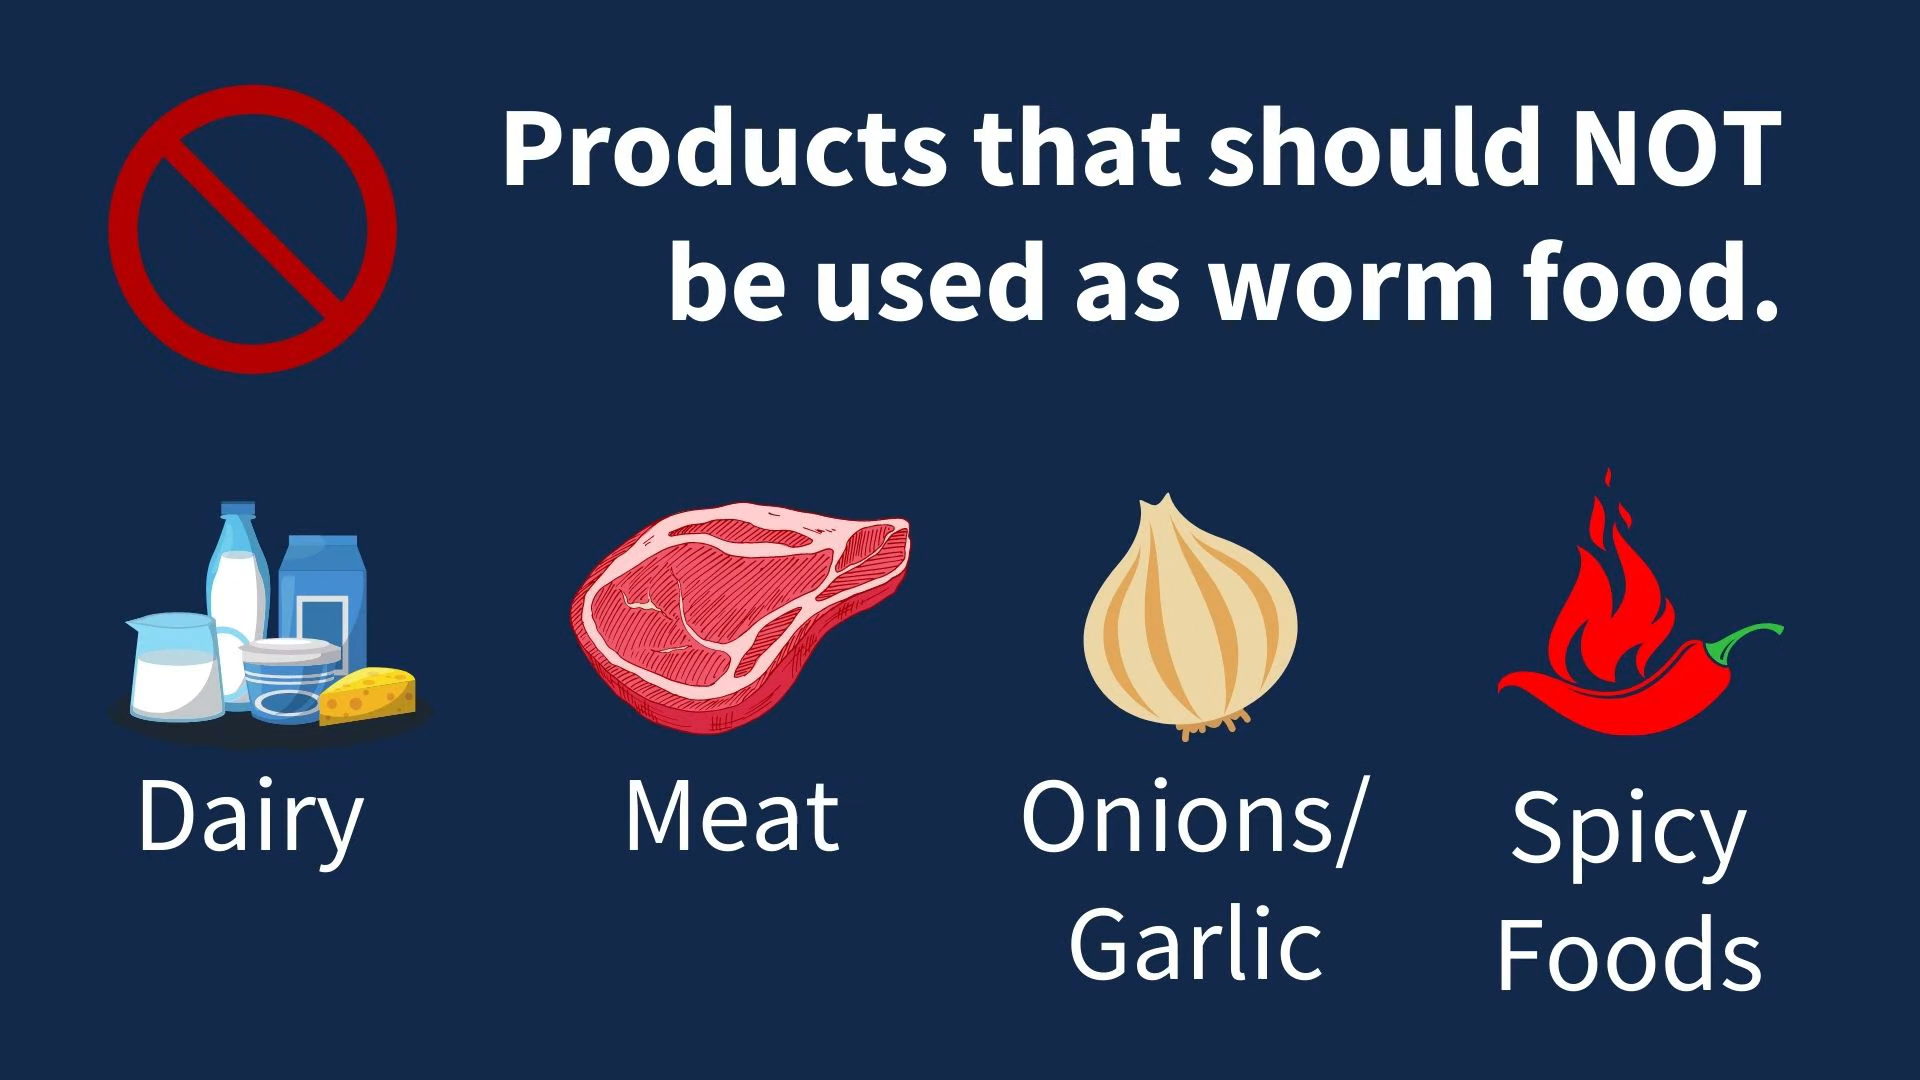 Products that should NOT
be used as worm food.
Dairy
Meat
Onions/
Garlic
Spicy
Foods